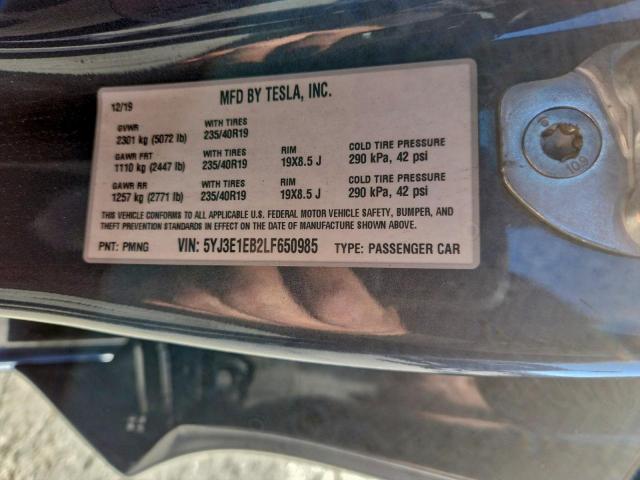 12/19 MFD BY TESLA, INC.
GVWR WITH TIRES
2301 kg (5072 lb) 235/40R19
GAWR FRT WITH TIRES RIM COLD TIRE PRESSURE
1110 kg (2447 lb) 235/40R19 19X8.5 J 290 kPa, 42 psi
GAWR RR WITH TIRES RIM COLD TIRE PRESSURE
1257 kg (2771 lb) 235/40R19 19X8.5 J 290 kPa, 42 psi
THIS VEHICLE CONFORMS TO ALL APPLICABLE U.S. FEDERAL MOTOR VEHICLE SAFETY, BUMPER, AND
THEFT PREVENTION STANDARDS IN EFFECT ON THE DATE OF MANUFACTURE SHOWN ABOVE.
PNT: PMNG VIN: 5YJ3E1EB2LF650985 TYPE: PASSENGER CAR
10.9